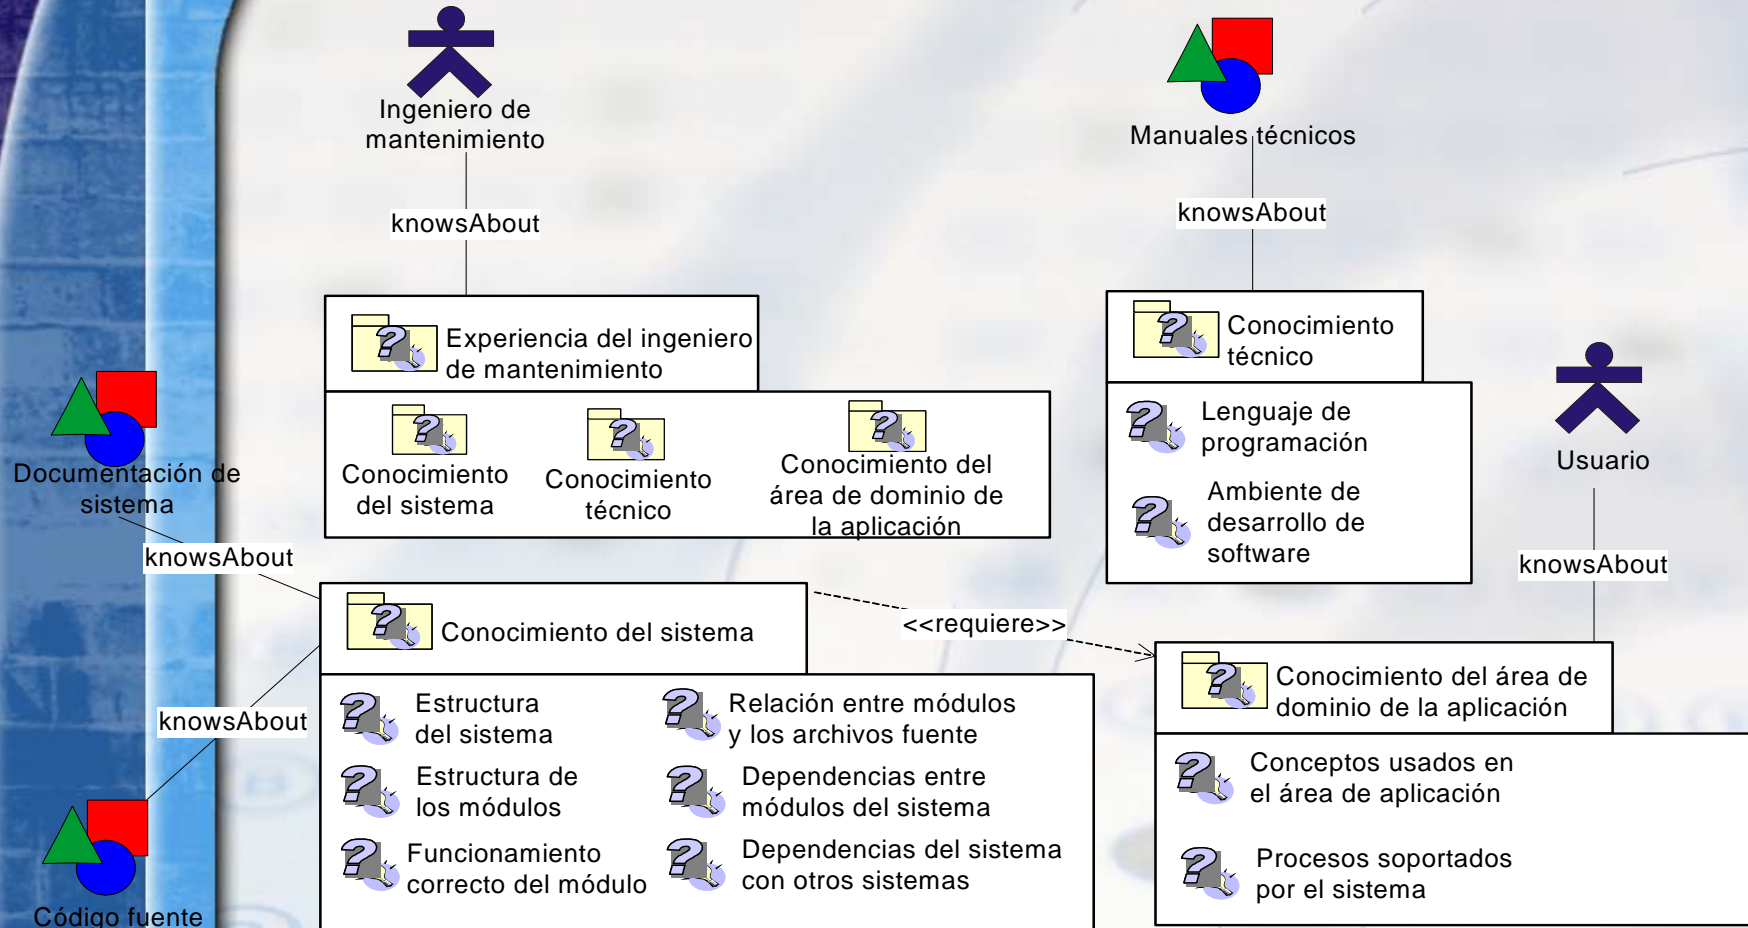 Ingeniero de
mantenimiento
knowsAbout
Experiencia del ingeniero
de mantenimiento
Conocimiento
del sistema
Conocimiento
técnico
Conocimiento del
área de dominio de
la aplicación
Manuales técnicos
knowsAbout
Conocimiento
técnico
Lenguaje de
programación
Ambiente de
desarrollo de
software
Usuario
knowsAbout
Documentación de
sistema
knowsAbout
Conocimiento del sistema
<<requiere>>
Conocimiento del área de
dominio de la aplicación
knowsAbout
Estructura
del sistema
Relación entre módulos
y los archivos fuente
Estructura de
los módulos
Dependencias entre
módulos del sistema
Funcionamiento
correcto del módulo
Dependencias del sistema
con otros sistemas
Conceptos usados en
el área de aplicación
Procesos soportados
por el sistema
Código fuente